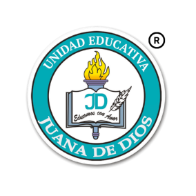 UNIDAD EDUCATIVA
®
JD
Educamos con Amor
JUANA DE DIOS